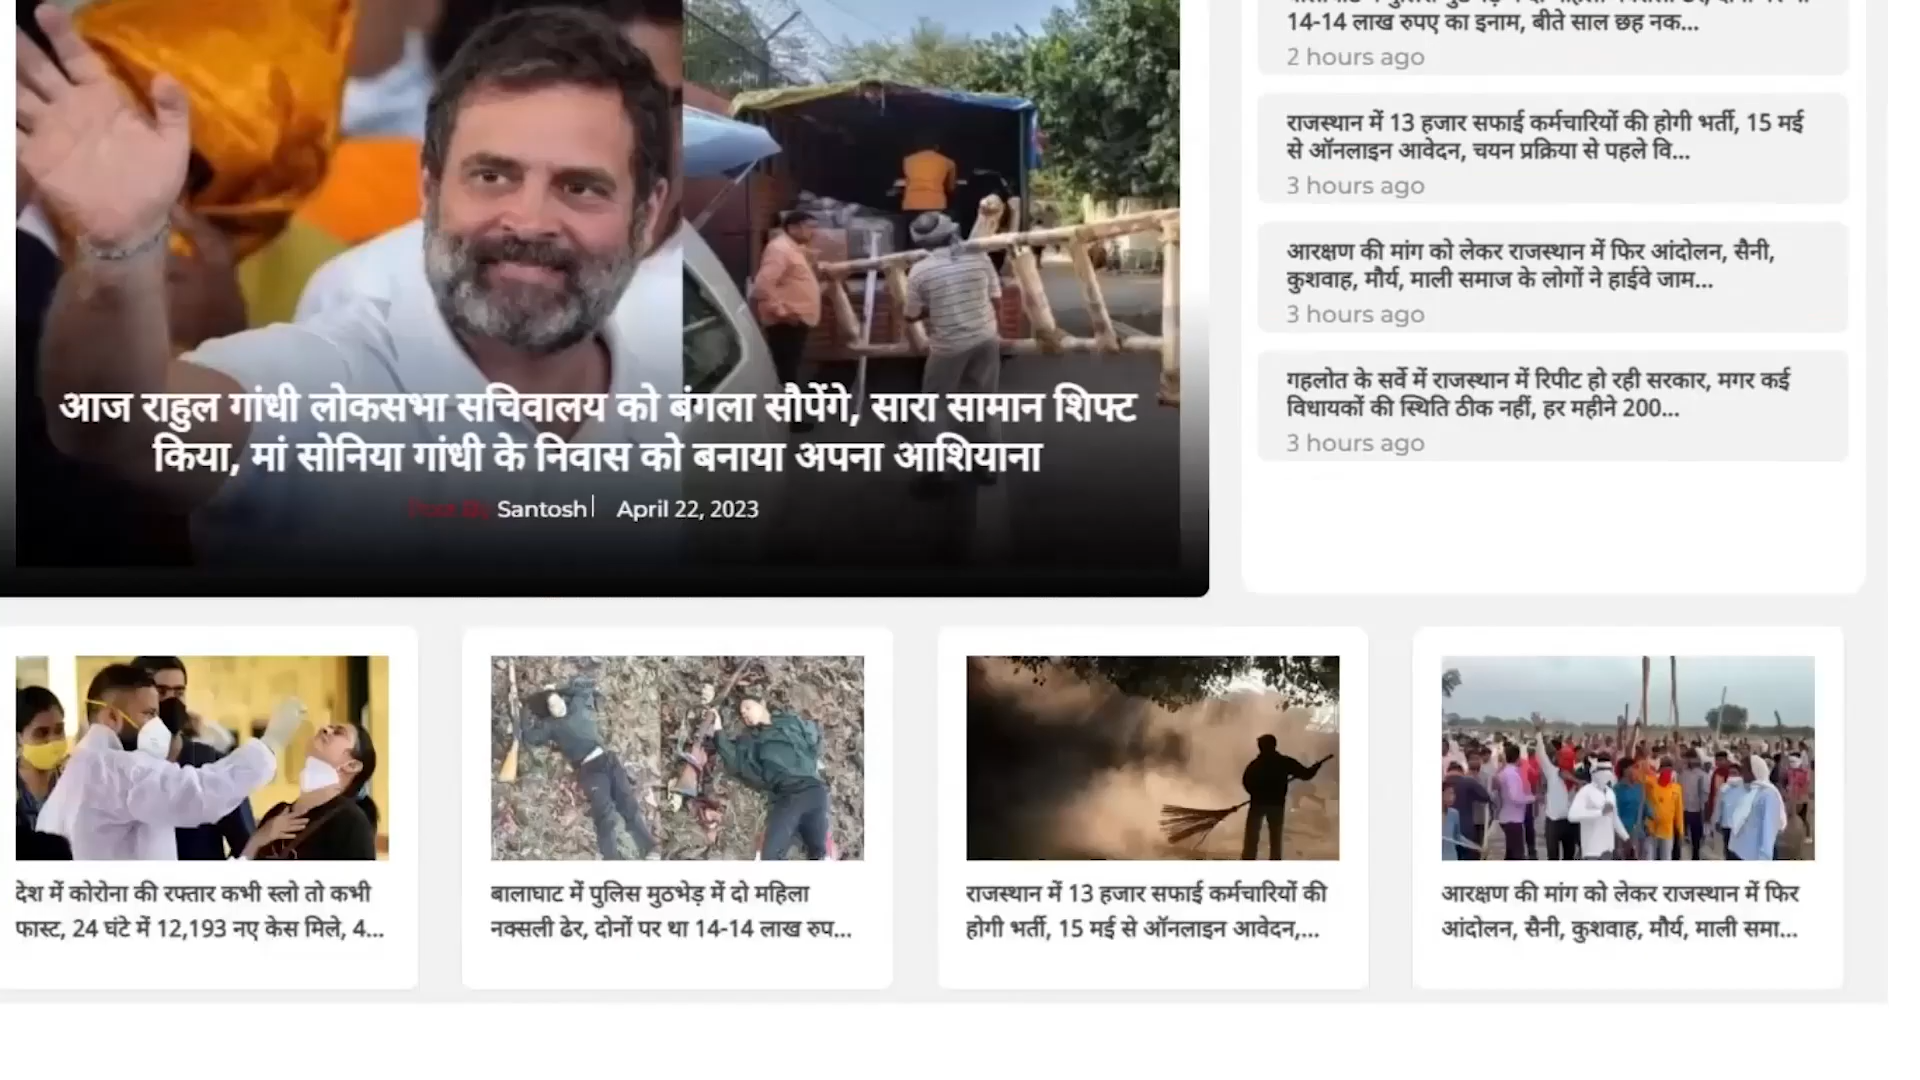 14-14 लाख रुपए का इनाम, बीते साल छह नक...
2 hours ago
राजस्थान में 13 हजार सफाई कर्मचारियों की होगी भर्ती, 15 मई
से ऑनलाइन आवेदन, चयन प्रक्रिया से पहले वि...
3 hours ago
आरक्षण की मांग को लेकर राजस्थान में फिर आंदोलन, सैनी,
कुशवाह, मौर्य, माली समाज के लोगों ने हाईवे जाम...
3 hours ago
गहलोत के सर्वे में राजस्थान में रिपीट हो रही सरकार, मगर कई
विधायकों की स्थिति ठीक नहीं, हर महीने 200...
3 hours ago
आज राहुल गांधी लोकसभा सचिवालय को बंगला सौपेंगे, सारा सामान शिफ्ट
किया, मां सोनिया गांधी के निवास को बनाया अपना आशियाना
Post By Santosh| April 22, 2023
देश में कोरोना की रफ्तार कभी स्लो तो कभी
फास्ट, 24 घंटे में 12,193 नए केस मिले, 4...
बालाघाट में पुलिस मुठभेड़ में दो महिला
नक्सली ढेर, दोनों पर था 14-14 लाख रुप...
राजस्थान में 13 हजार सफाई कर्मचारियों की
होगी भर्ती, 15 मई से ऑनलाइन आवेदन,...
आरक्षण की मांग को लेकर राजस्थान में फिर
आंदोलन, सैनी, कुशवाह, मौर्य, माली समा...